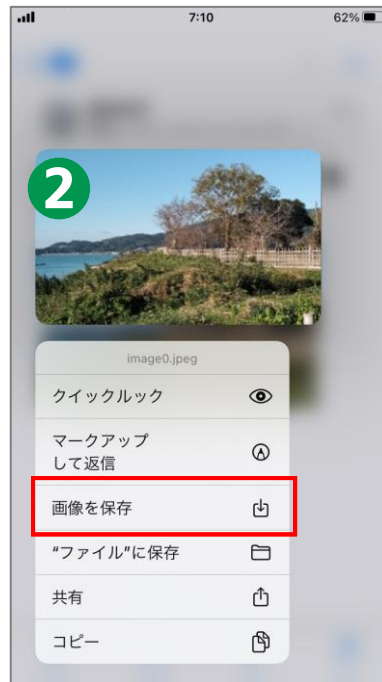 7:10
62%
2
image0.jpeg
クイックルック
マークアップ
して返信
画像を保存
“ファイル”に保存
共有
コピー